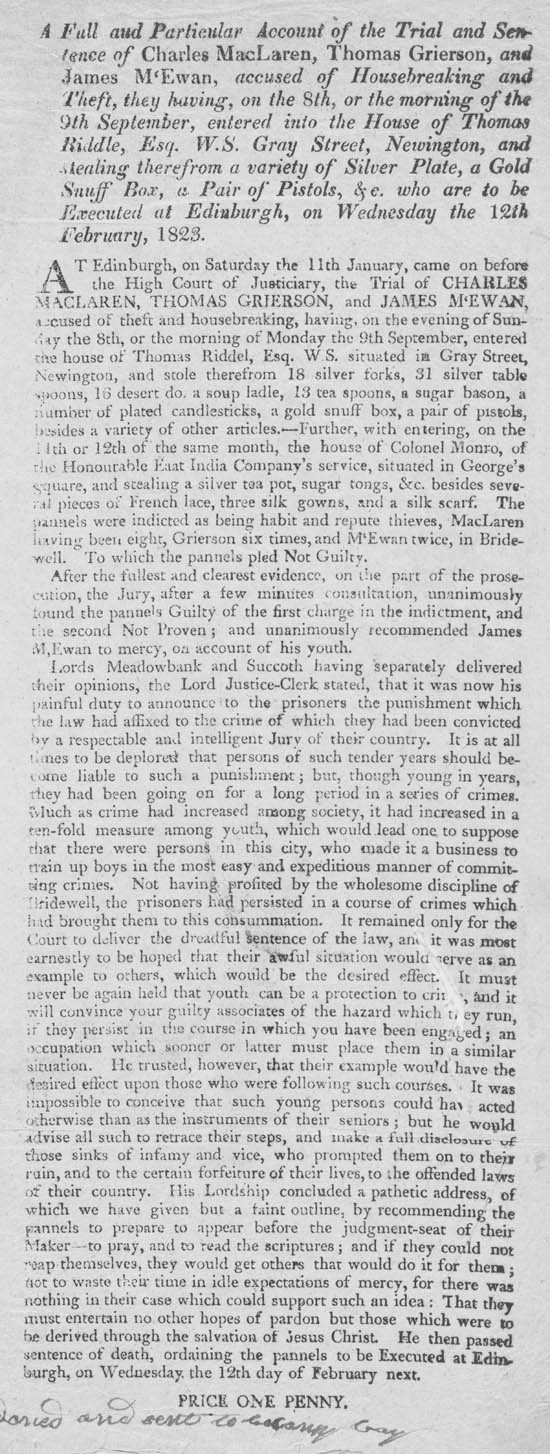 A Full aud Particular Account of the Trial and Sen-
tence of Charles MacLaren, Thomas Grierson, and
James McEwan, accused of Housebreaking and
Theft, they having, on the 8th, or the morning of the
9th September, entered into the House of Thomas
Riddle, Esq. W.S. Gray Street, Newington, and
stealing therefrom a variety of Silver Plate, a Gold
Snuff Box, a Pair of Pistols, &c. who are to be
Executed at Edinburgh, on Wednesday the 12th
February, 1823.
AT Edinburgh, on Saturday the 11th January, came on before
the High Court of Justiciary, the Trial of CHARLES
MACLAREN, THOMAS GRIERSON, and JAMES McEWAN,
accused of theft and housebreaking, having, on the evening of Sun-
day the 8th, or the morning of Monday the 9th September, entered
the house of Thomas Riddel, Esq. W.S. situated in Gray Street,
Newington, and stole therefrom 18 silver forks, 31 silver table
spoons, 16 desert do. a soup ladle, 13 tea spoons, a sugar bason, a
number of plated candlesticks, a gold snuff box, a pair of pistols,
besides a variety of other articles.—Further, with entering, on the
11th or 12th of the same month, the house of Colonel Monro, of
the Honourable Eaat India Company's service, situated in George's
square, and stealing a silver tea pot, sugar tongs, &c. besides seve-
ral pieces of French lace, three silk gowns, and a silk scarf. The
pannels were indicted as being habit and repute thieves, MacLaren
having been eight, Grierson six times, and McEwan twice, in Bride-
well. To which the pannels pled Not Guilty.
After the fullest and clearest evidence, on the part of the prose-
cution, the Jury, after a few minutes consultation, unanimously
found the pannels Guilty of the first charge in the indictment, and
the second Not Proven; and unanimously recommended James
M,Ewan to mercy, on account of his youth.
Lords Meadowbank and Succoth having separately delivered
their opinions, the Lord Justice-Clerk stated, that it was now his
painful duty to announce to the prisoners the punishment which
the law had affixed to the crime of which they had been convicted
by a respectable and intelligent Jury of their country. It is at all
times to be deplored that persons of such tender years should be-
come liable to such a punishment; but, though young in years,
they had been going on for a long period in a series of crimes.
Much as crime had increased among society, it had increased in a
ten-fold measure among youth, which would lead one to suppose
that there were persons in this city, who made it a business to
train up boys in the most easy and expeditious manner of commit-
ting crimes. Not having profited by the wholesome discipline of
Bridewell, the prisoners had persisted in a course of crimes which
had brought them to this consummation. It remained only for the
Court to deliver the dreadful sentence of the law, and it was most
earnestly to be hoped that their awful situation would serve as an
example to others, which would be the desired effect. It must
never be again held that youth can be a protection to and it
will convince your guilty associates of the hazard which they run,
if they persist in the course in which you have been engaged; an
occupation which sooner or latter must place them in a similar
situation. He trusted, however, that their example would have the
desired effect upon those who were following such courses. It was
impossible to conceive that such young persons could have acted
otherwise than as the instruments of their seniors; but he would
advise all such to retrace their steps, and make a full disclosure of
those sinks of infamy and vice, who prompted them on to their
ruin, and to the certain forfeiture of their lives, to the offended laws
of their country. His Lordship concluded a pathetic address, of
which we have given but a faint outline, by recommending the
pannels to prepare to appear before the judgment-seat of their
Maker—to pray, and to read the scriptures; and if they could not
reap themselves, they would get others that would do it for them;
not to waste their time in idle expectations of mercy, for there was
nothing in their case which could support such an idea: That they
must entertain no other hopes of pardon but those which were to
be derived through the salvation of Jesus Christ. He then passed
sentence of death, ordaining the pannels to be Executed at Edin-
burgh, on Wednesday, the 12th day of February next.
PRICE ONE PENNY.
and sent to bay